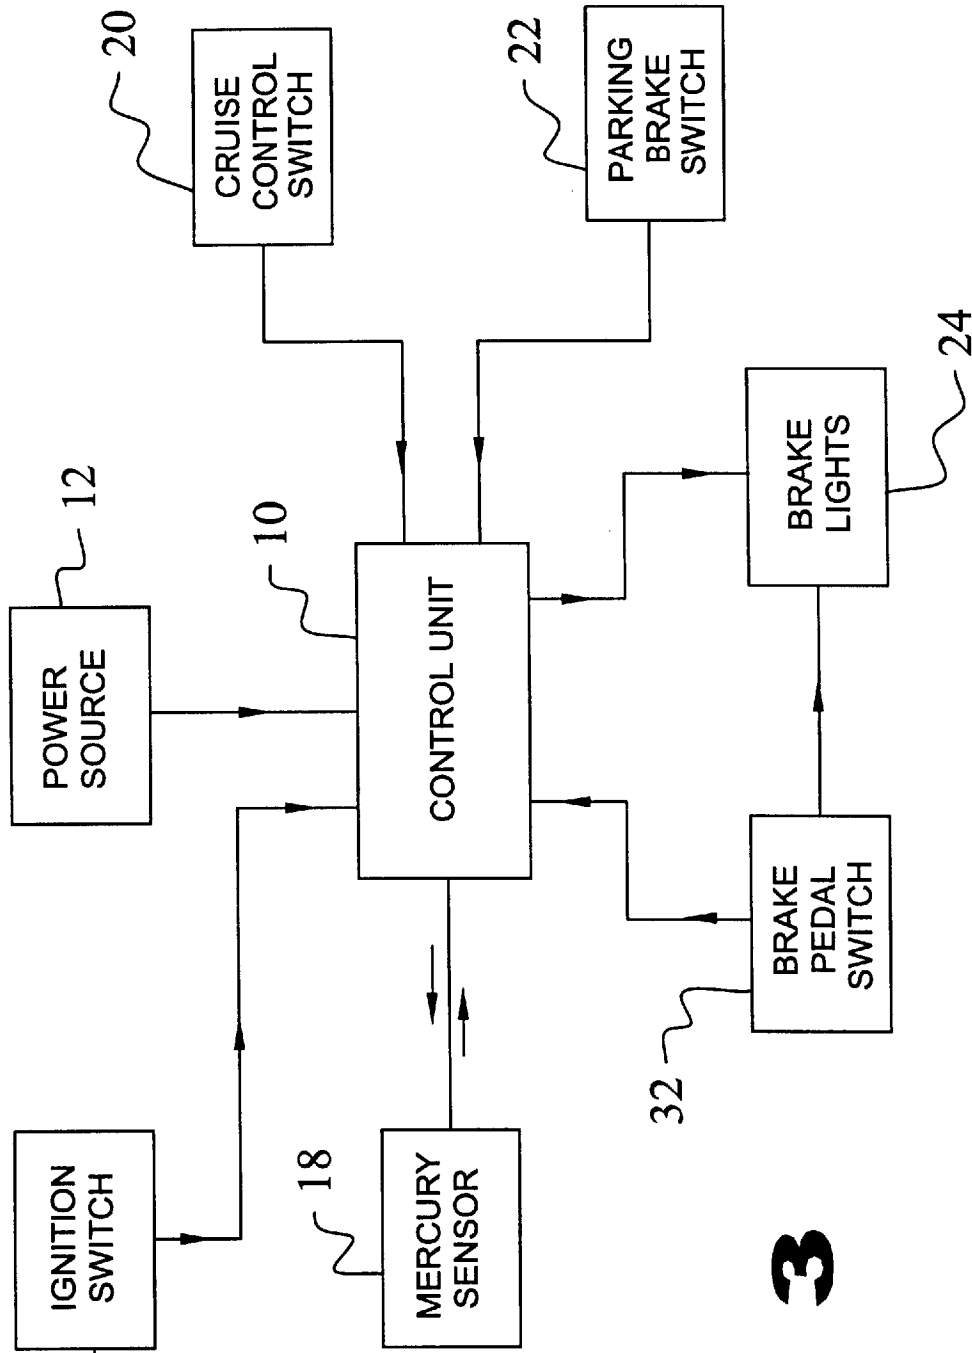 IGNITION
SWITCH
POWER
SOURCE
12
20
CRUISE
CONTROL
SWITCH
18
MERCURY
SENSOR
10
CONTROL UNIT
22
PARKING
BRAKE
SWITCH
32
BRAKE
PEDAL
SWITCH
BRAKE
LIGHTS
24
3